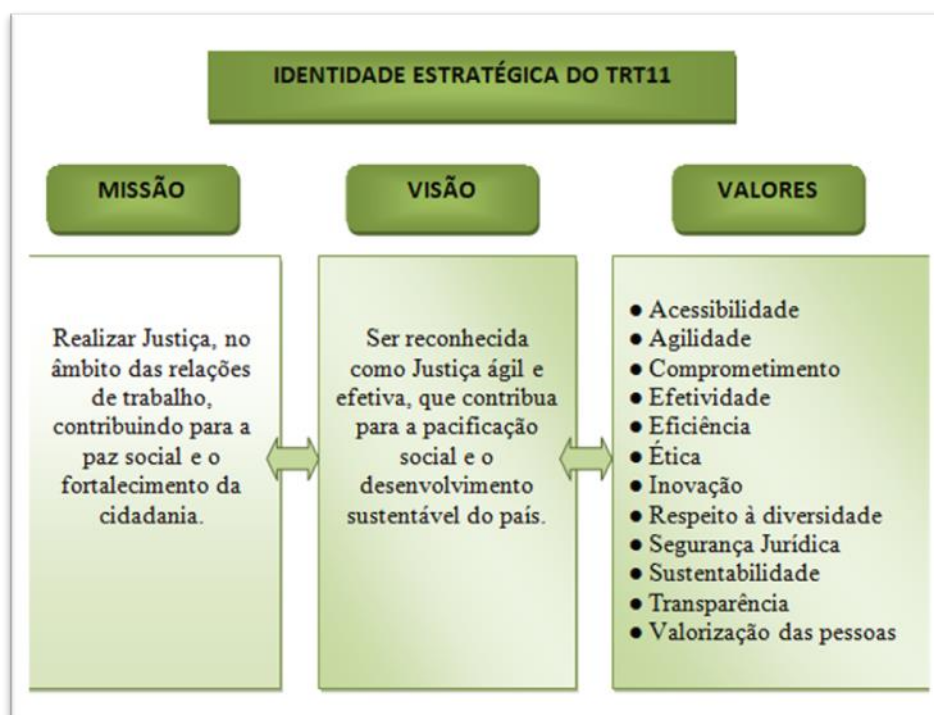 IDENTIDADE ESTRATÉGICA DO TRT11
MISSÃO
Realizar Justiça, no
âmbito das relações
de trabalho,
contribuindo para a
paz social e o
fortalecimento da
cidadania.
VISÃO
Ser reconhecida
como Justiça ágil e
efetiva, que contribua
para a pacificação
social e o
desenvolvimento
sustentável do país.
VALORES
● Acessibilidade
● Agilidade
● Comprometimento
● Efetividade
● Eficiência
● Ética
● Inovação
● Respeito à diversidade
● Segurança Jurídica
● Sustentabilidade
● Transparência
● Valorização das pessoas